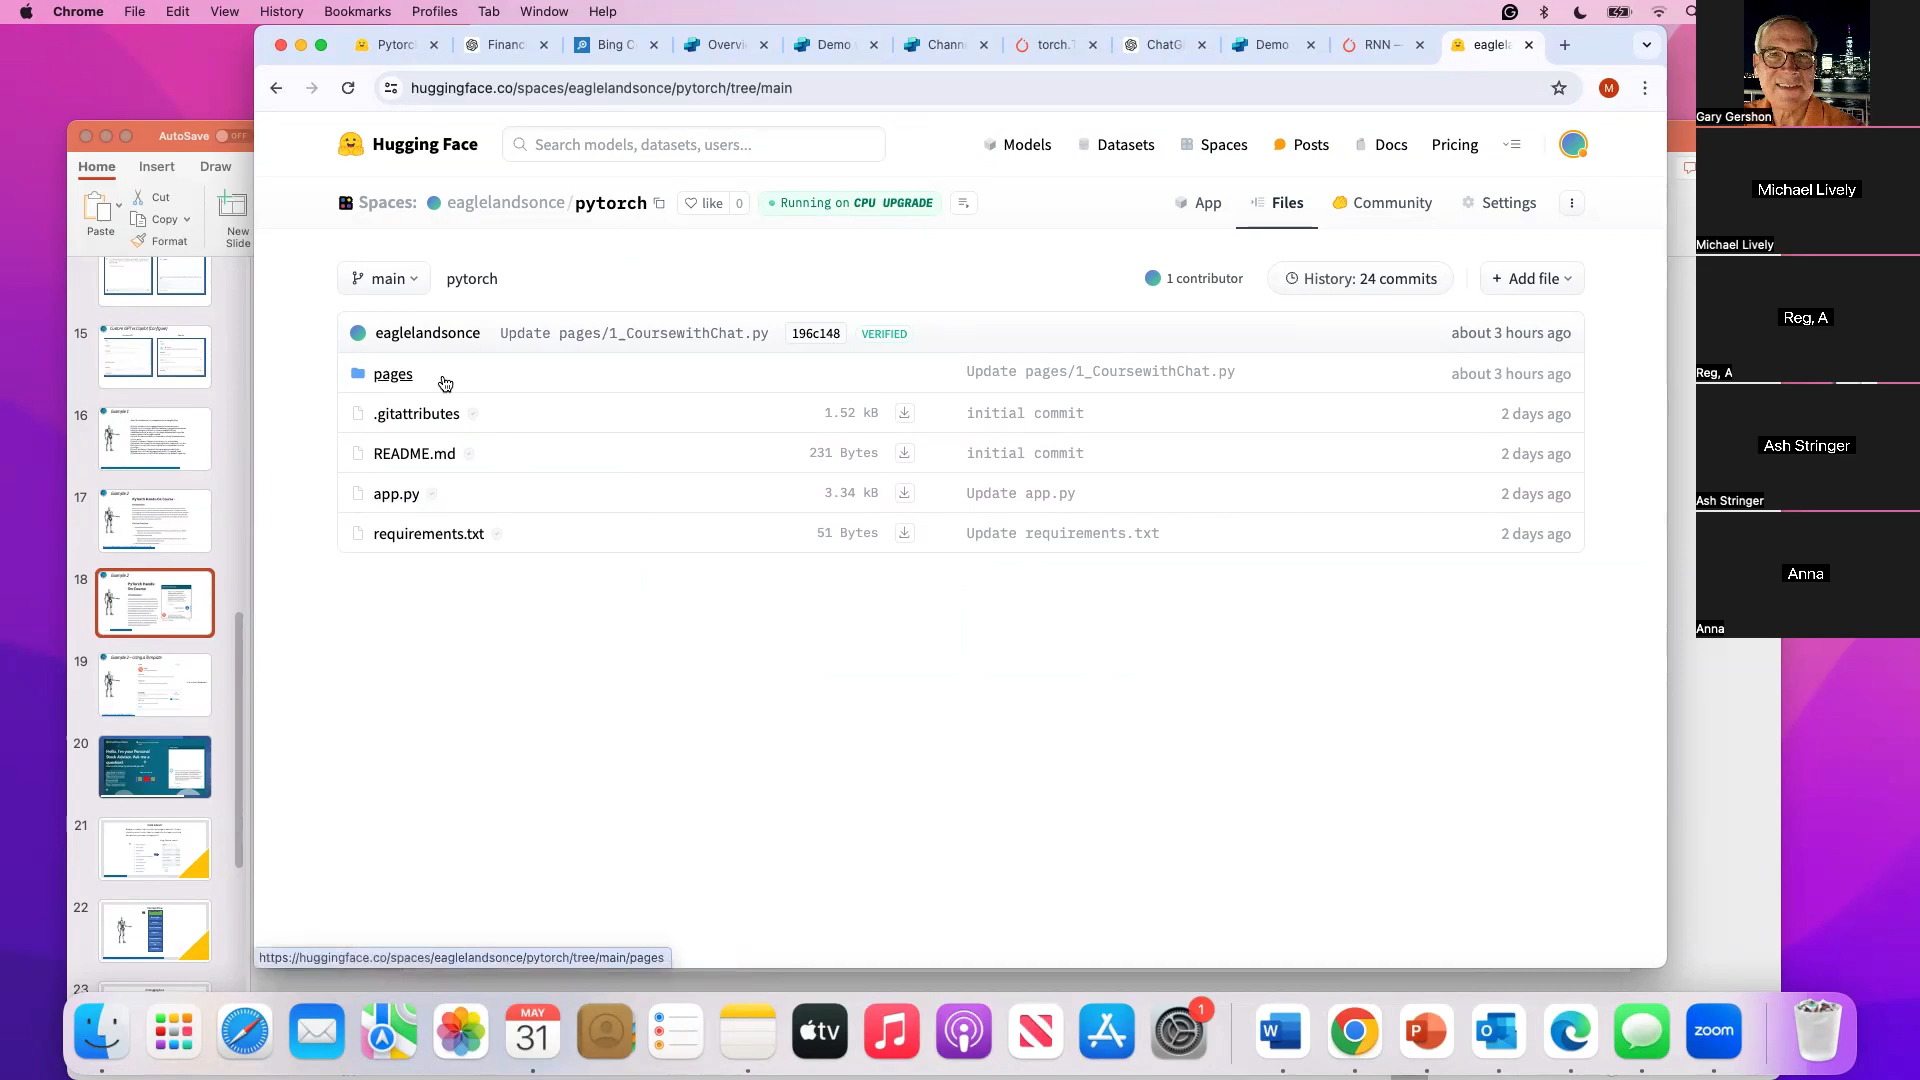 Chrome File Edit View History Bookmarks Profiles Tab Window Help
Pytorc Financ Bing C Overvi Demo Chann torch. ChatG Demo RNN — eaglela
huggingface.co/spaces/eaglelandsonce/pytorch/tree/main M
Hugging Face Search models, datasets, users... Models Datasets Spaces Posts Docs Pricing
Spaces: eaglelandsonce/pytorch like 0 Running on CPU UPGRADE App Files Community Settings
main pytorch 1 contributor History: 24 commits + Add file
eaglelandsonce Update pages/1_CoursewithChat.py 196c148 VERIFIED about 3 hours ago
pages Update pages/1_CoursewithChat.py about 3 hours ago
.gitattributes 1.52 kB initial commit 2 days ago
README.md 231 Bytes initial commit 2 days ago
app.py 3.34 kB Update app.py 2 days ago
requirements.txt 51 Bytes Update requirements.txt 2 days ago
https://huggingface.co/spaces/eaglelandsonce/pytorch/tree/main/pages
AutoSave OFF
Home Insert Draw
Cut
Copy
Paste
Format
New
Slide
15
16
17
18
19
20
21
22
23
Gary Gershon
Michael Lively
Michael Lively
Reg, A
Reg, A
Ash Stringer
Ash Stringer
Anna
Anna
MAY
31
tv
1
W
P
zoom